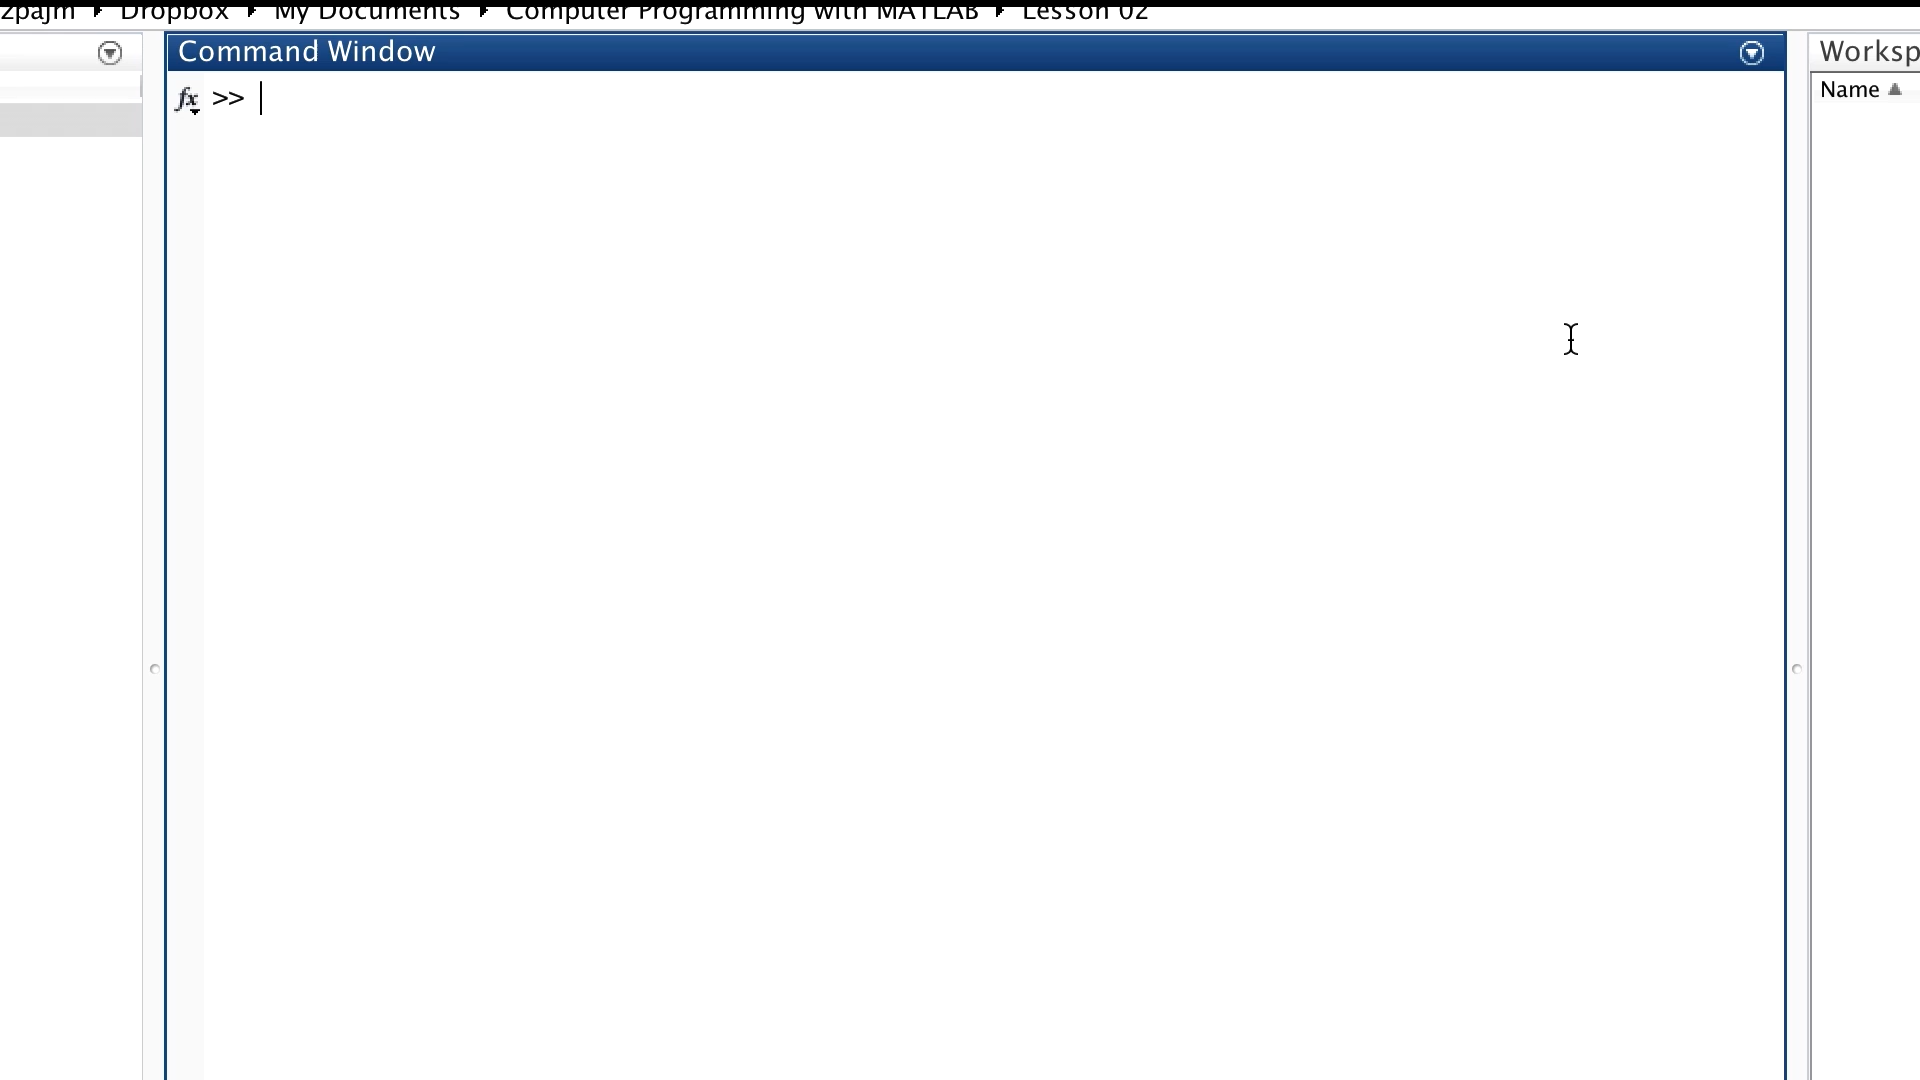 Dropbox ▸ My Documents ▸ Computer Programming with MATLAB ▸ Lesson 02
Command Window
Worksp
Name
fx >>